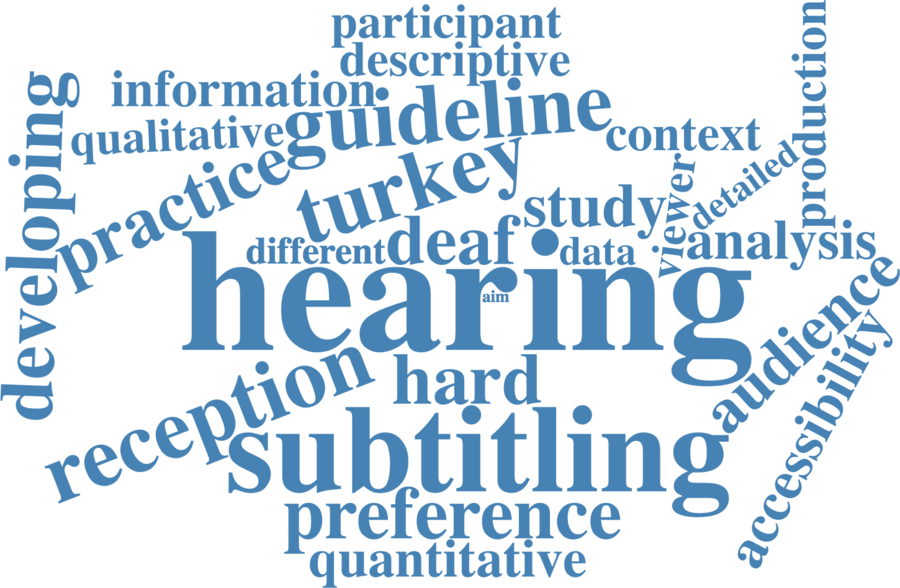 participant
descriptive
information
guideline
qualitative
context
production
developing
practice
turkey
study
viewer
detailed
different
deaf
data
analysis
hearing
aim
audience
reception
hard
accessibility
subtitling
preference
quantitative